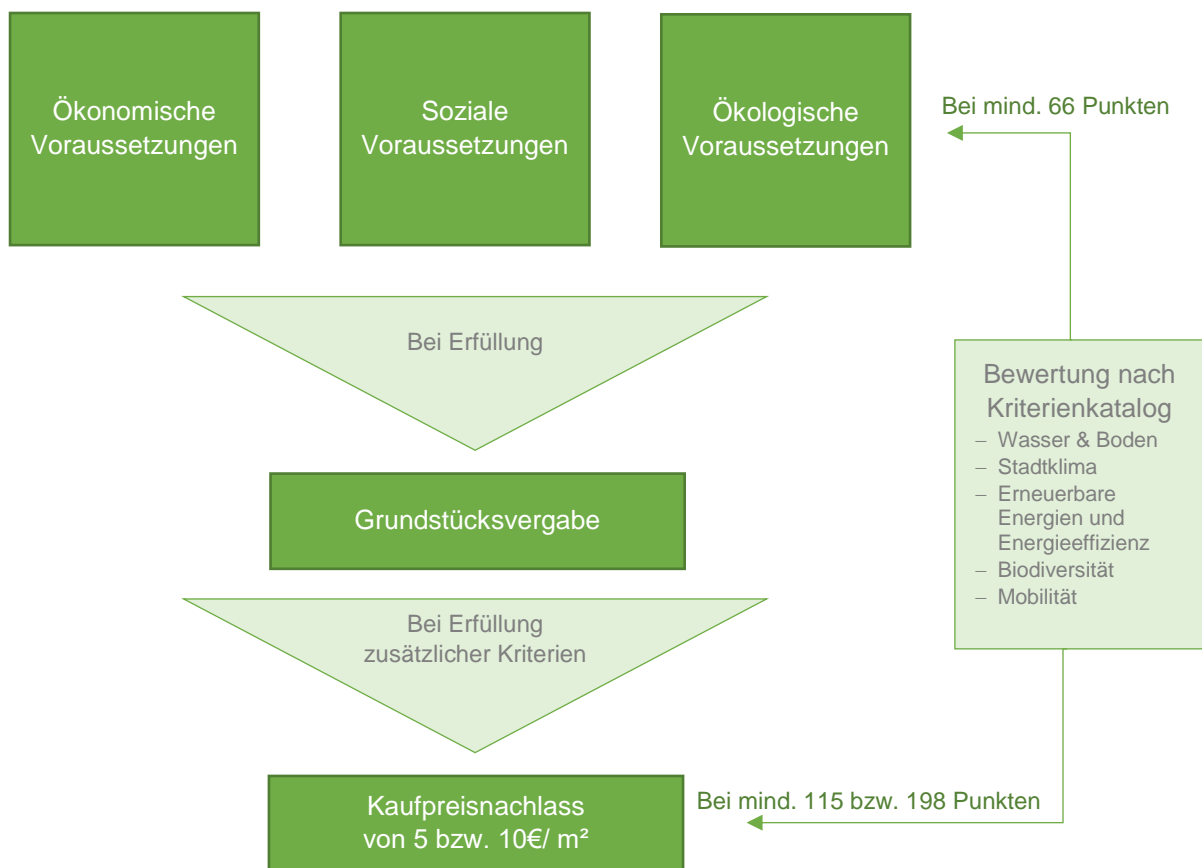 Ökonomische
Voraussetzungen
Soziale
Voraussetzungen
Ökologische
Voraussetzungen
Bei mind. 66 Punkten
Bei Erfüllung
Bewertung nach
Kriterienkatalog
– Wasser & Boden
– Stadtklima
– Erneuerbare
Energien und
Energieeffizienz
– Biodiversität
– Mobilität
Grundstücksvergabe
Bei Erfüllung
zusätzlicher Kriterien
Kaufpreisnachlass
von 5 bzw. 10€/ m²
Bei mind. 115 bzw. 198 Punkten